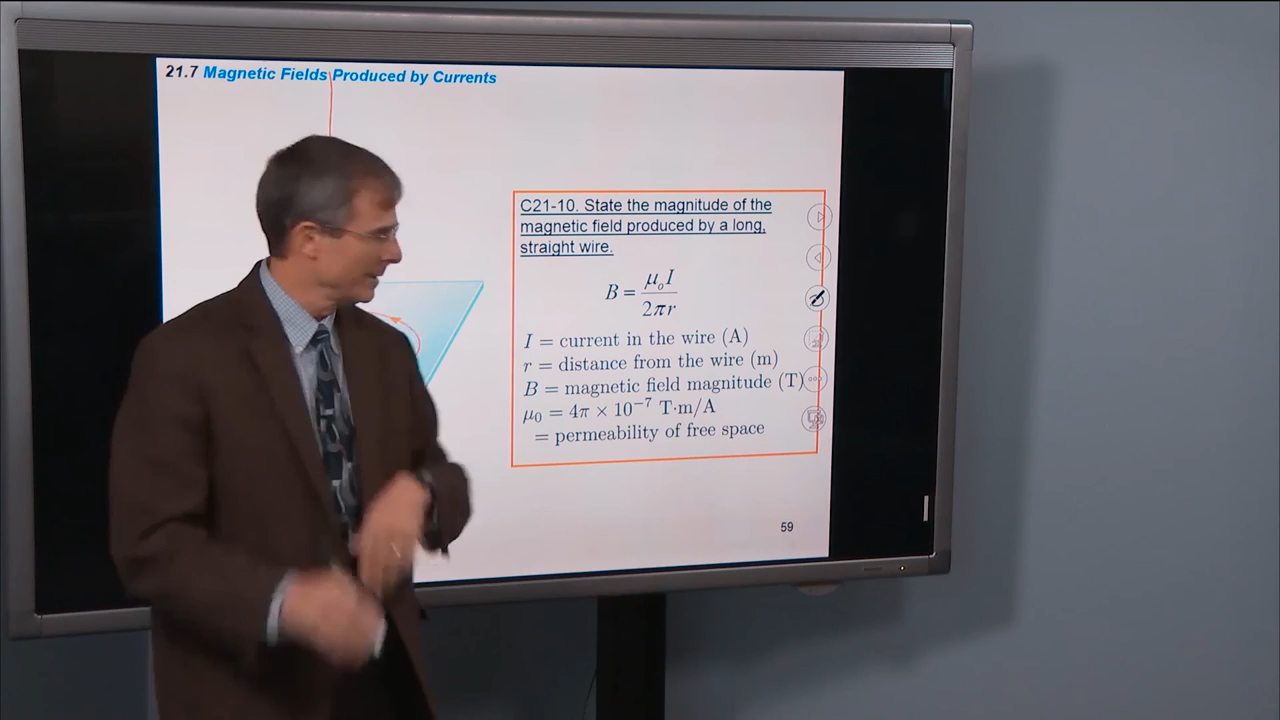 21.7 Magnetic Fields Produced by Currents
C21-10. State the magnitude of the
magnetic field produced by a long,
straight wire.
B = μₒI / 2πr
I = current in the wire (A)
r = distance from the wire (m)
B = magnetic field magnitude (T)
μ₀ = 4π × 10⁻⁷ T·m/A
= permeability of free space
59